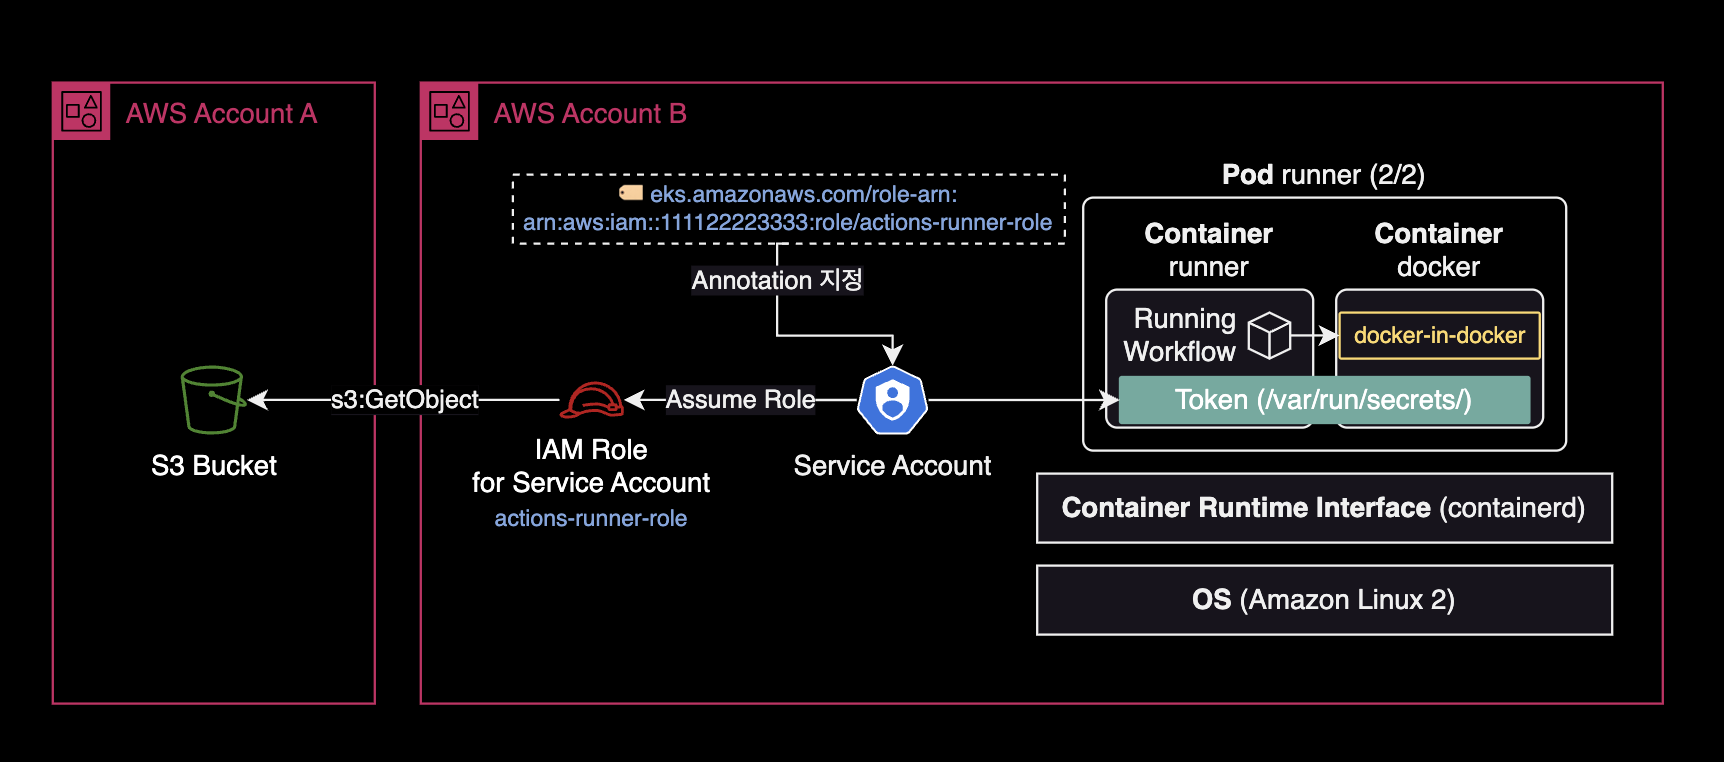 AWS Account A
AWS Account B
eks.amazonaws.com/role-arn:
arn:aws:iam::111122223333:role/actions-runner-role
Annotation 지정
Pod runner (2/2)
Container
runner
Container
docker
Running
Workflow
docker-in-docker
Token (/var/run/secrets/)
s3:GetObject
Assume Role
S3 Bucket
IAM Role
for Service Account
actions-runner-role
Service Account
Container Runtime Interface (containerd)
OS (Amazon Linux 2)